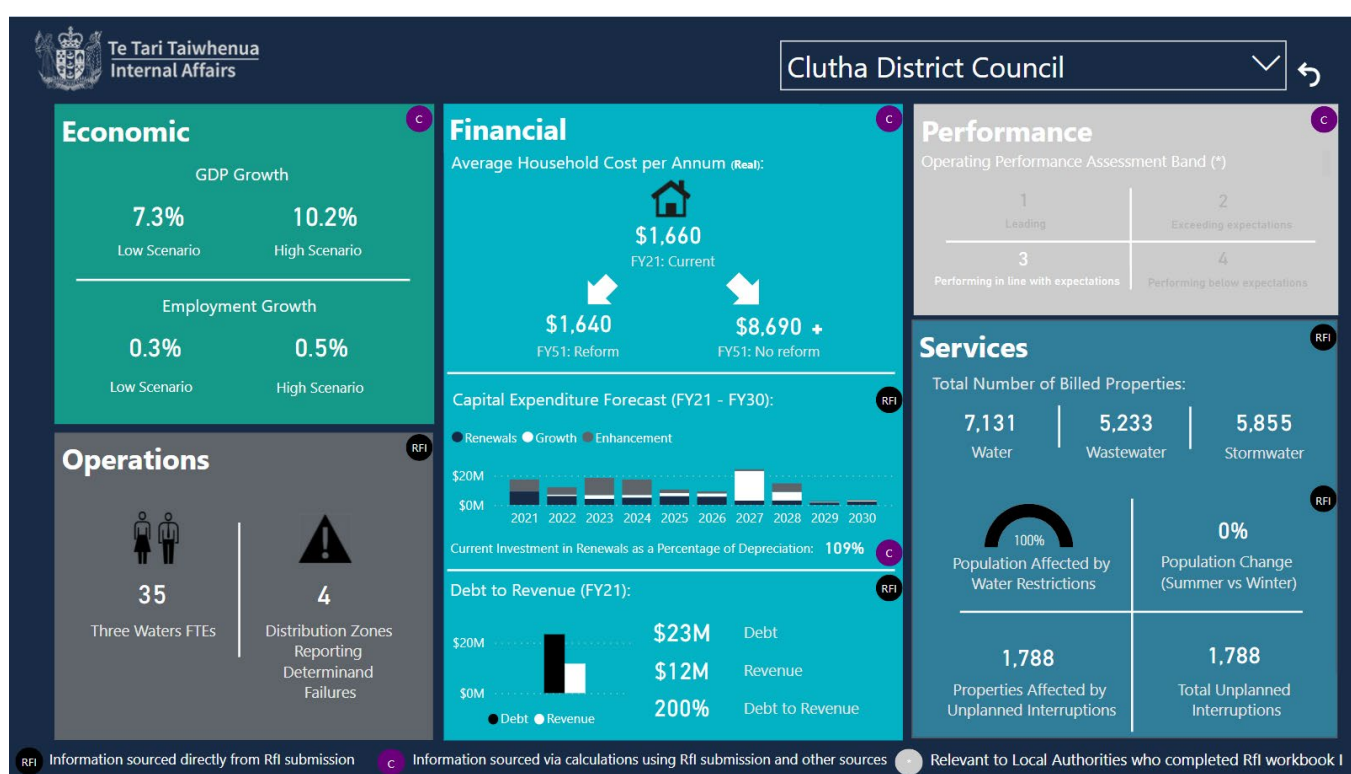 Te Tari Taiwhenua
Internal Affairs
Clutha District Council
Economic
C
GDP Growth
7.3%
10.2%
Low Scenario
High Scenario
Employment Growth
0.3%
0.5%
Low Scenario
High Scenario
Operations
RFI
35
4
Three Waters FTEs
Distribution Zones
Reporting
Determinand
Failures
Financial
C
Average Household Cost per Annum (Real):
$1,660
FY21: Current
$1,640
$8,690 +
FY51: Reform
FY51: No reform
Capital Expenditure Forecast (FY21 - FY30):
RFI
Renewals Growth Enhancement
$20M
$0M
2021 2022 2023 2024 2025 2026 2027 2028 2029 2030
Current Investment in Renewals as a Percentage of Depreciation: 109%
C
Debt to Revenue (FY21):
RFI
$20M
$0M
Debt Revenue
$23M Debt
$12M Revenue
200% Debt to Revenue
Performance
C
Operating Performance Assessment Band (*)
1
Leading
2
Exceeding expectations
3
Performing in line with expectations
4
Performing below expectations
Services
RFI
Total Number of Billed Properties:
7,131
5,233
5,855
Water
Wastewater
Stormwater
RFI
100%
Population Affected by
Water Restrictions
0%
Population Change
(Summer vs Winter)
1,788
Properties Affected by
Unplanned Interruptions
1,788
Total Unplanned
Interruptions
RFI Information sourced directly from RfI submission
C Information sourced via calculations using RfI submission and other sources
* Relevant to Local Authorities who completed RfI workbook I